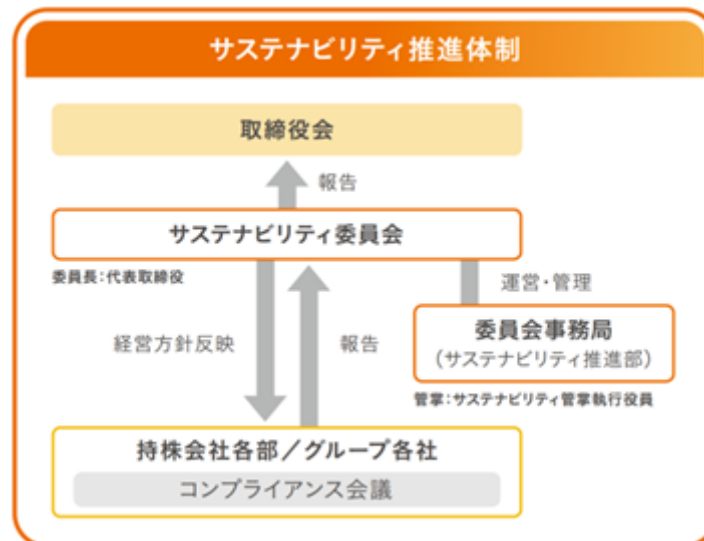 サステナビリティ推進体制
取締役会
報告
サステナビリティ委員会
委員長：代表取締役
運営・管理
経営方針反映
報告
委員会事務局
（サステナビリティ推進部）
管掌：サステナビリティ管掌執行役員
持株会社各部／グループ各社
コンプライアンス会議